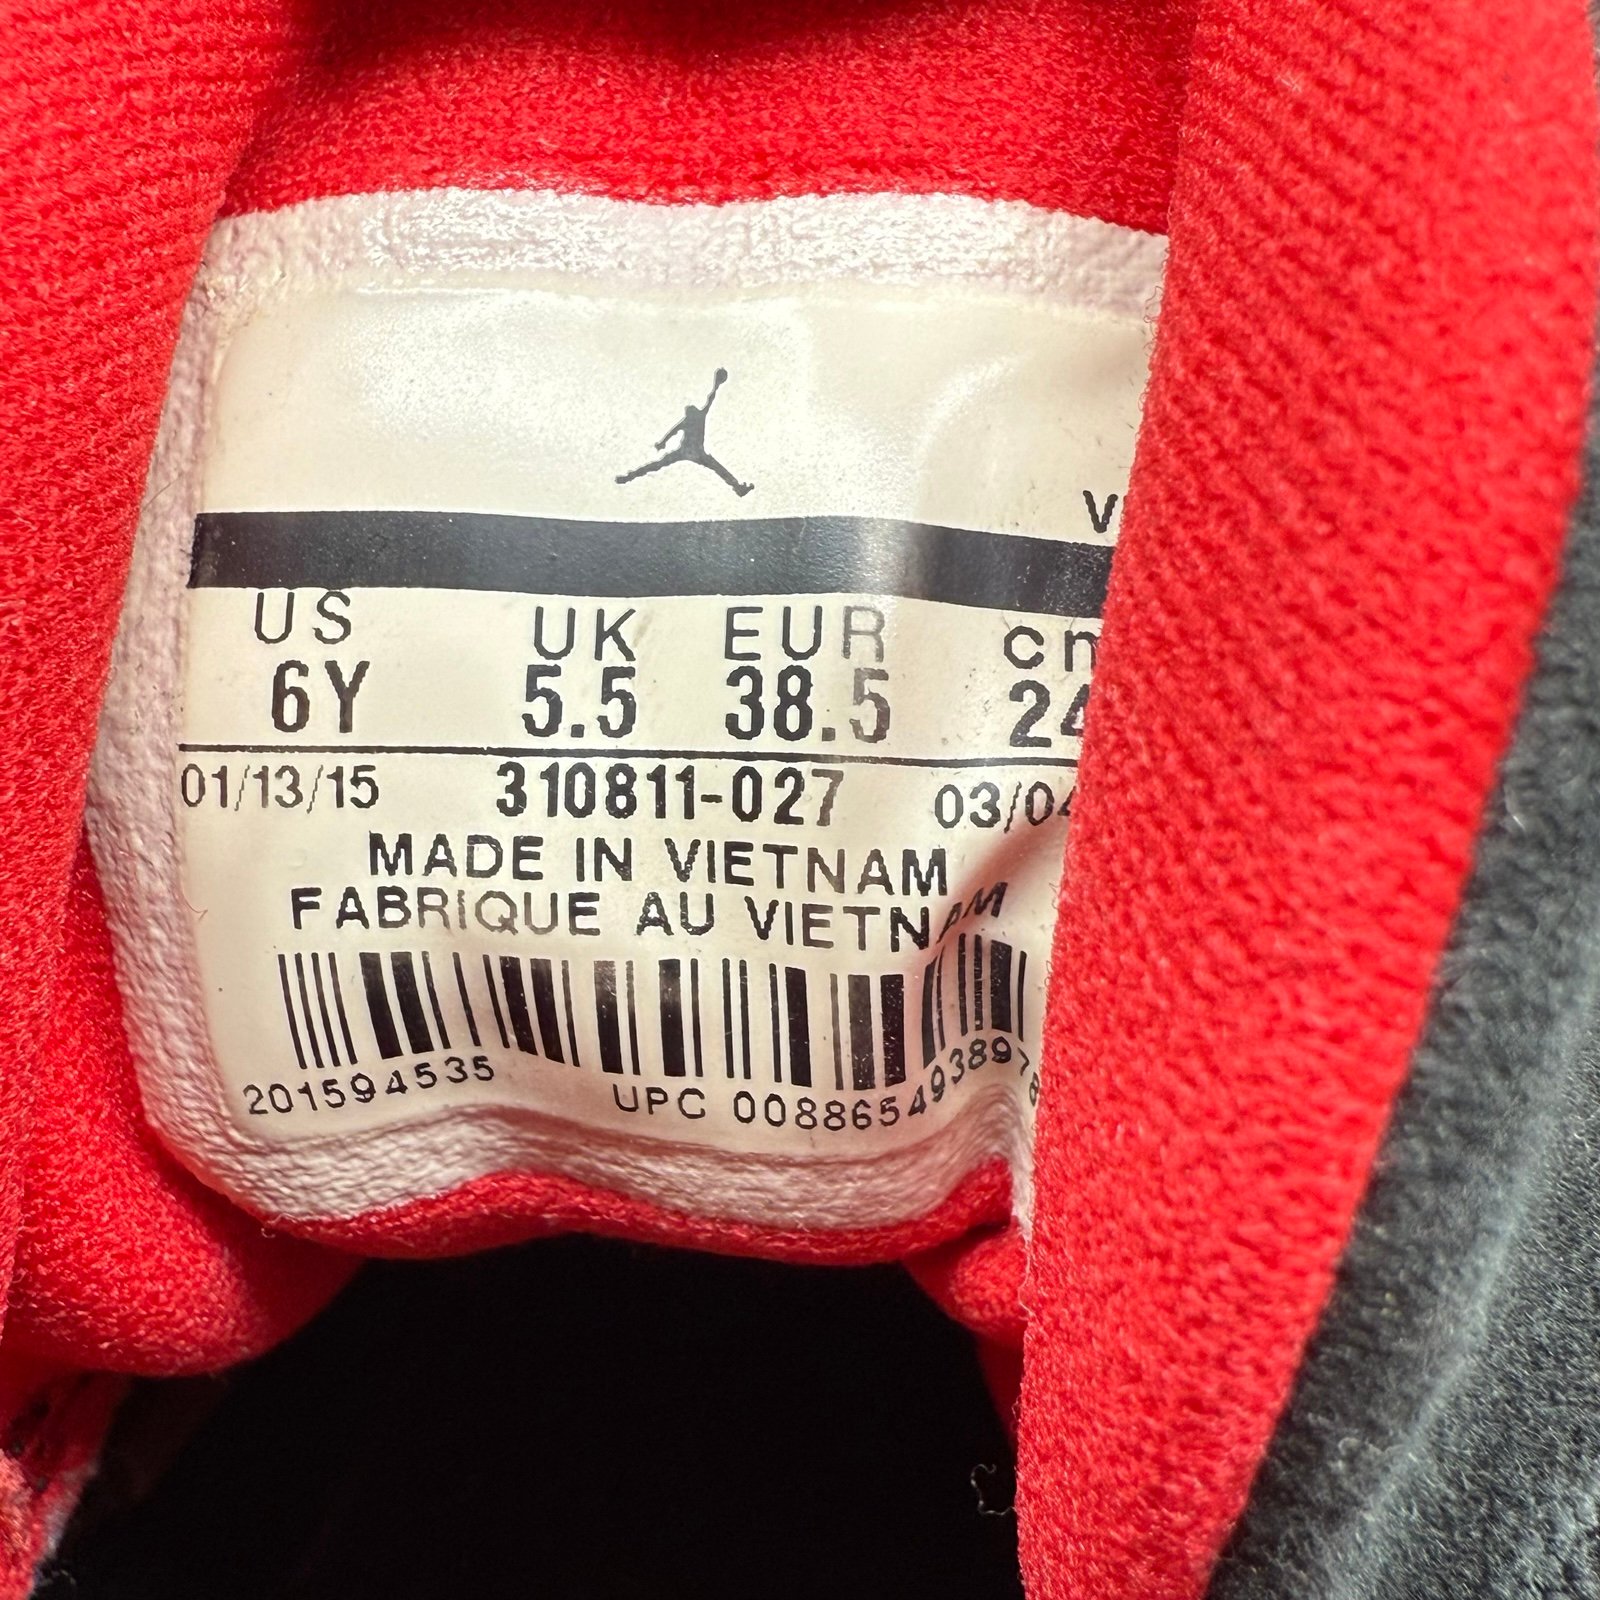 US UK EUR
6Y 5.5 38.5
01/13/15 310811-027
MADE IN VIETNAM
FABRIQUE AU VIETNAM
201594535 UPC 0088654938978